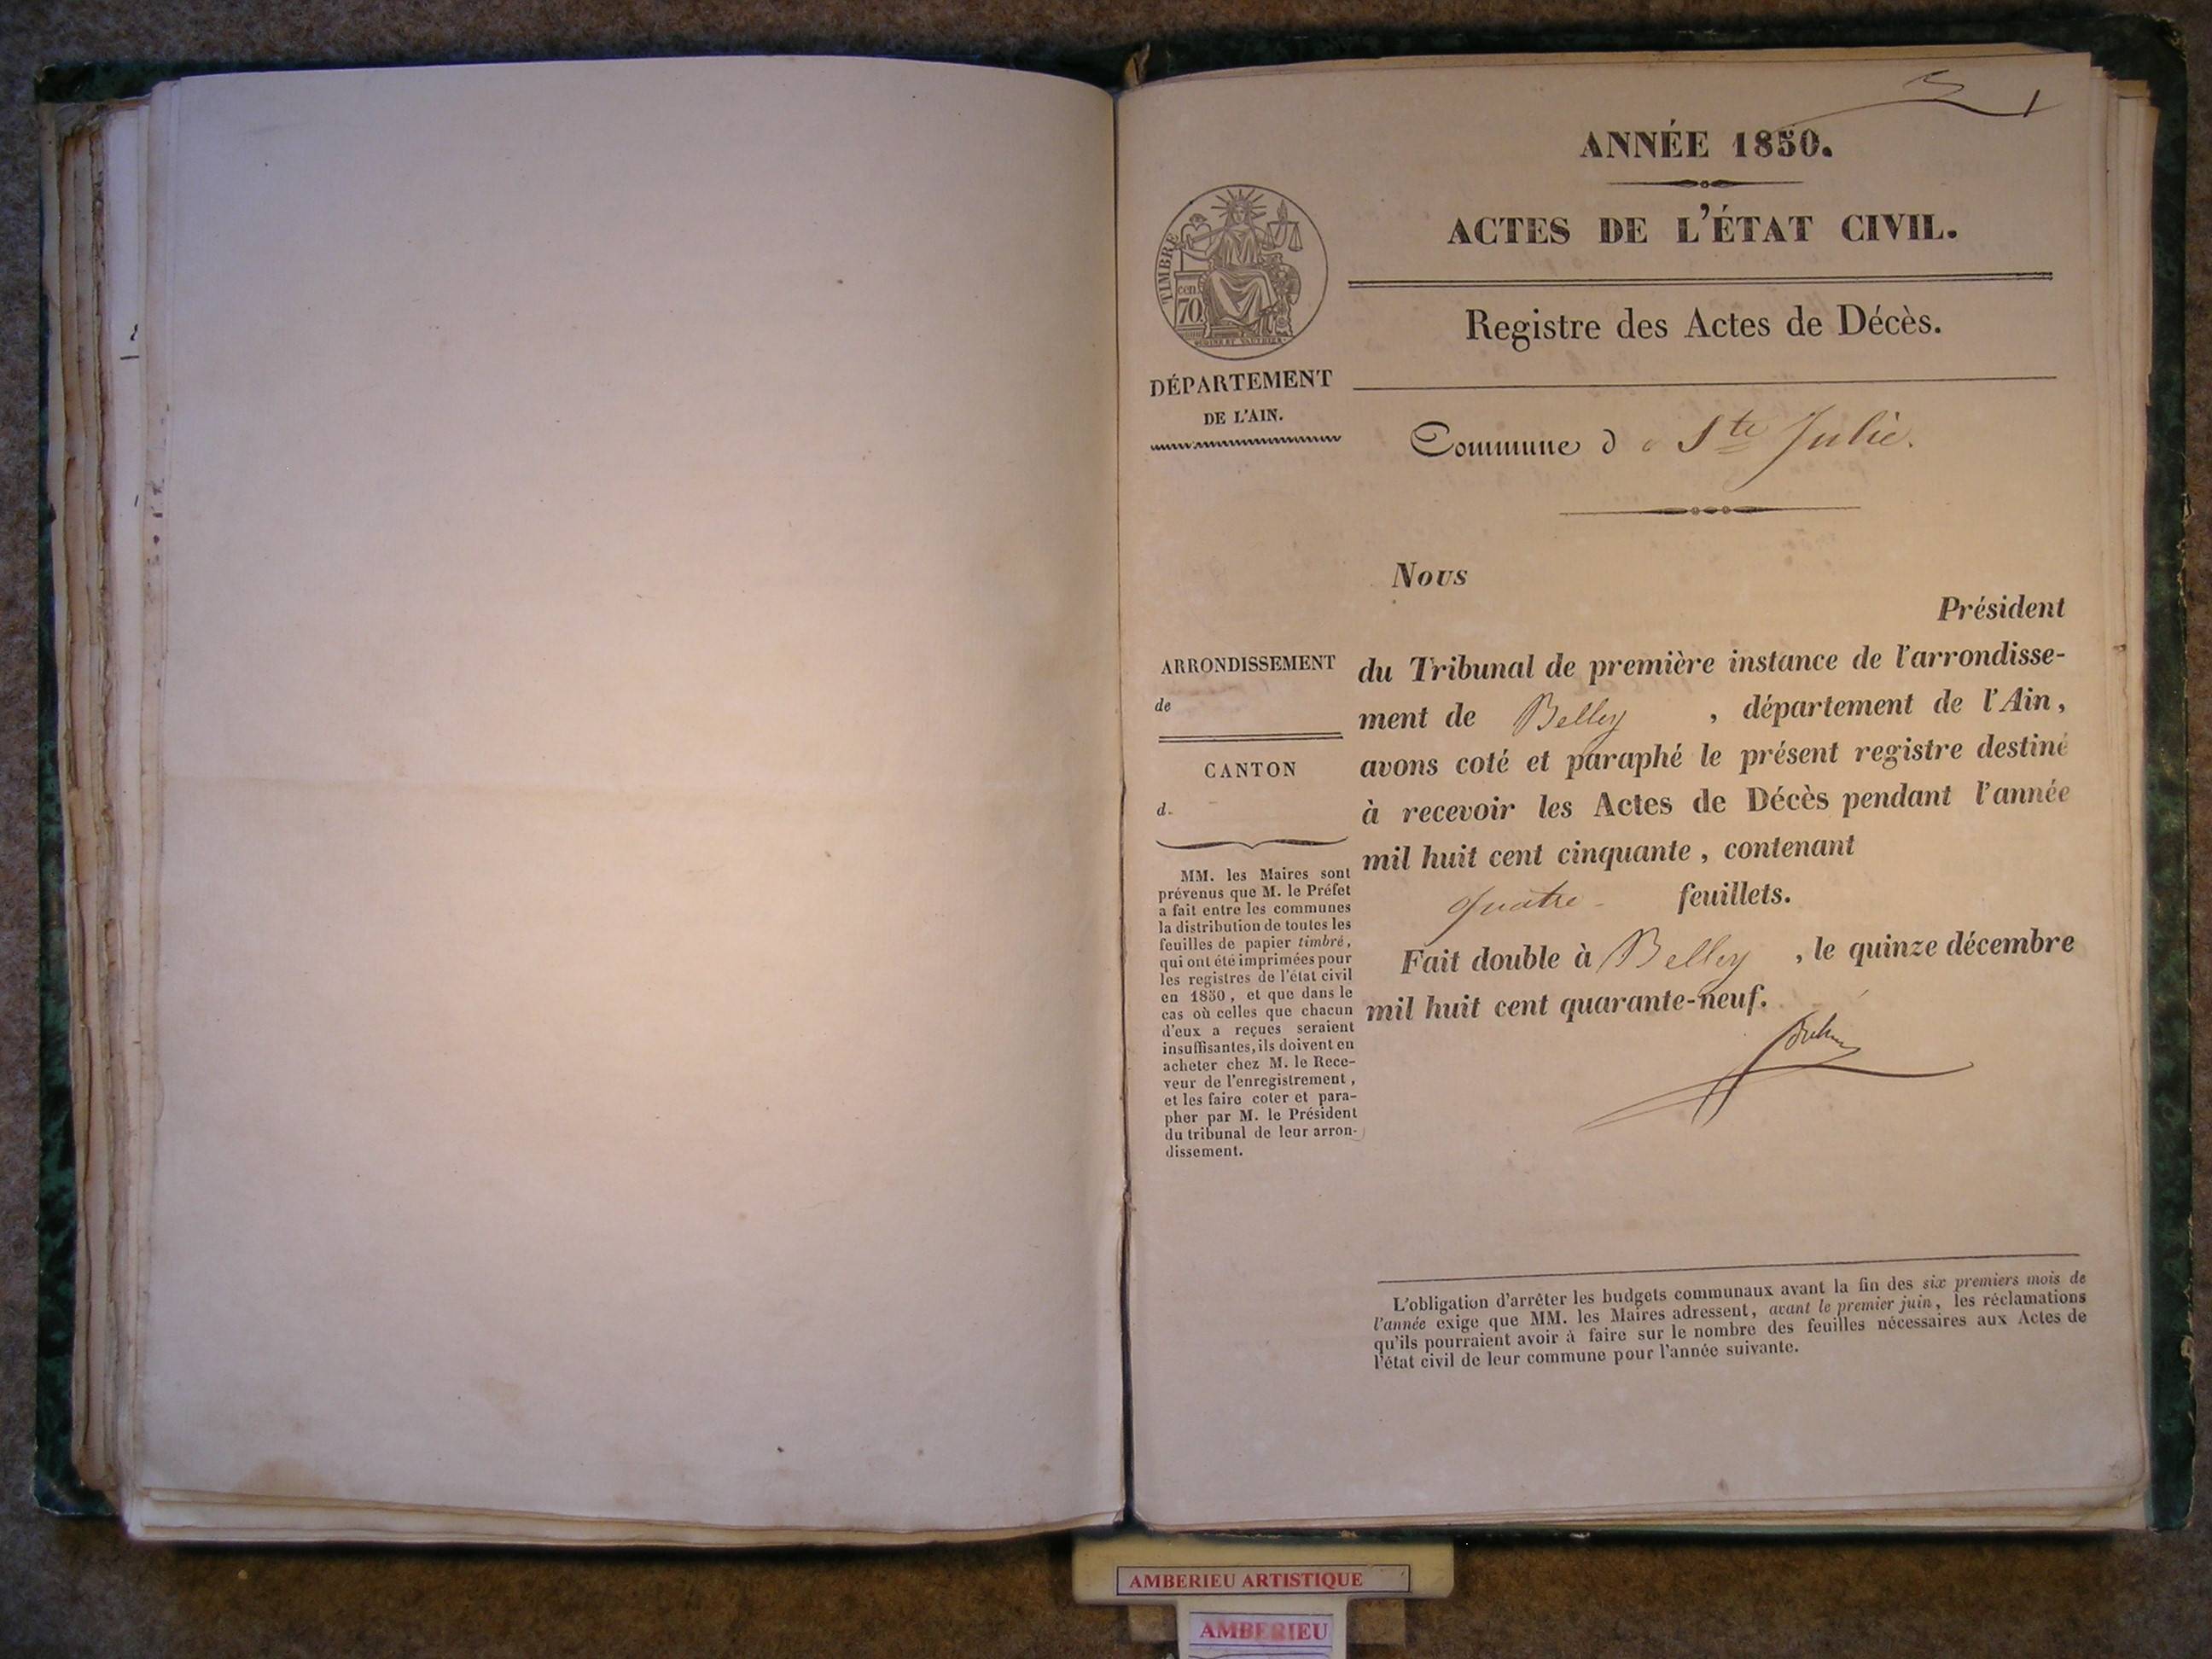 1
ANNÉE 1850.
ACTES DE L'ÉTAT CIVIL.
Registre des Actes de Décès.
TIMBRE
cen.
70
DÉPARTEMENT
DE L'AIN.
Commune de Ste Julie.
Nous
Président
du Tribunal de première instance de l'arrondisse-
ment de Belley , département de l'Ain,
avons coté et paraphé le présent registre destiné
à recevoir les Actes de Décès pendant l'année
mil huit cent cinquante, contenant
quatre - feuillets.
Fait double à Belley , le quinze décembre
mil huit cent quarante-neuf.
ARRONDISSEMENT
de
CANTON
d.
MM. les Maires sont
prévenus que M. le Préfet
a fait entre les communes
la distribution de toutes les
feuilles de papier timbré,
qui ont été imprimées pour
les registres de l'état civil
en 1850, et que dans le
cas où celles que chacun
d'eux a reçues seraient
insuffisantes, ils doivent en
acheter chez M. le Rece-
veur de l'enregistrement,
et les faire coter et para-
pher par M. le Président
du tribunal de leur arron-
dissement.
L'obligation d'arrêter les budgets communaux avant la fin des six premiers mois de
l'année exige que MM. les Maires adressent, avant le premier juin, les réclamations
qu'ils pourraient avoir à faire sur le nombre des feuilles nécessaires aux Actes de
l'état civil de leur commune pour l'année suivante.
AMBERIEU ARTISTIQUE
AMBERIEU